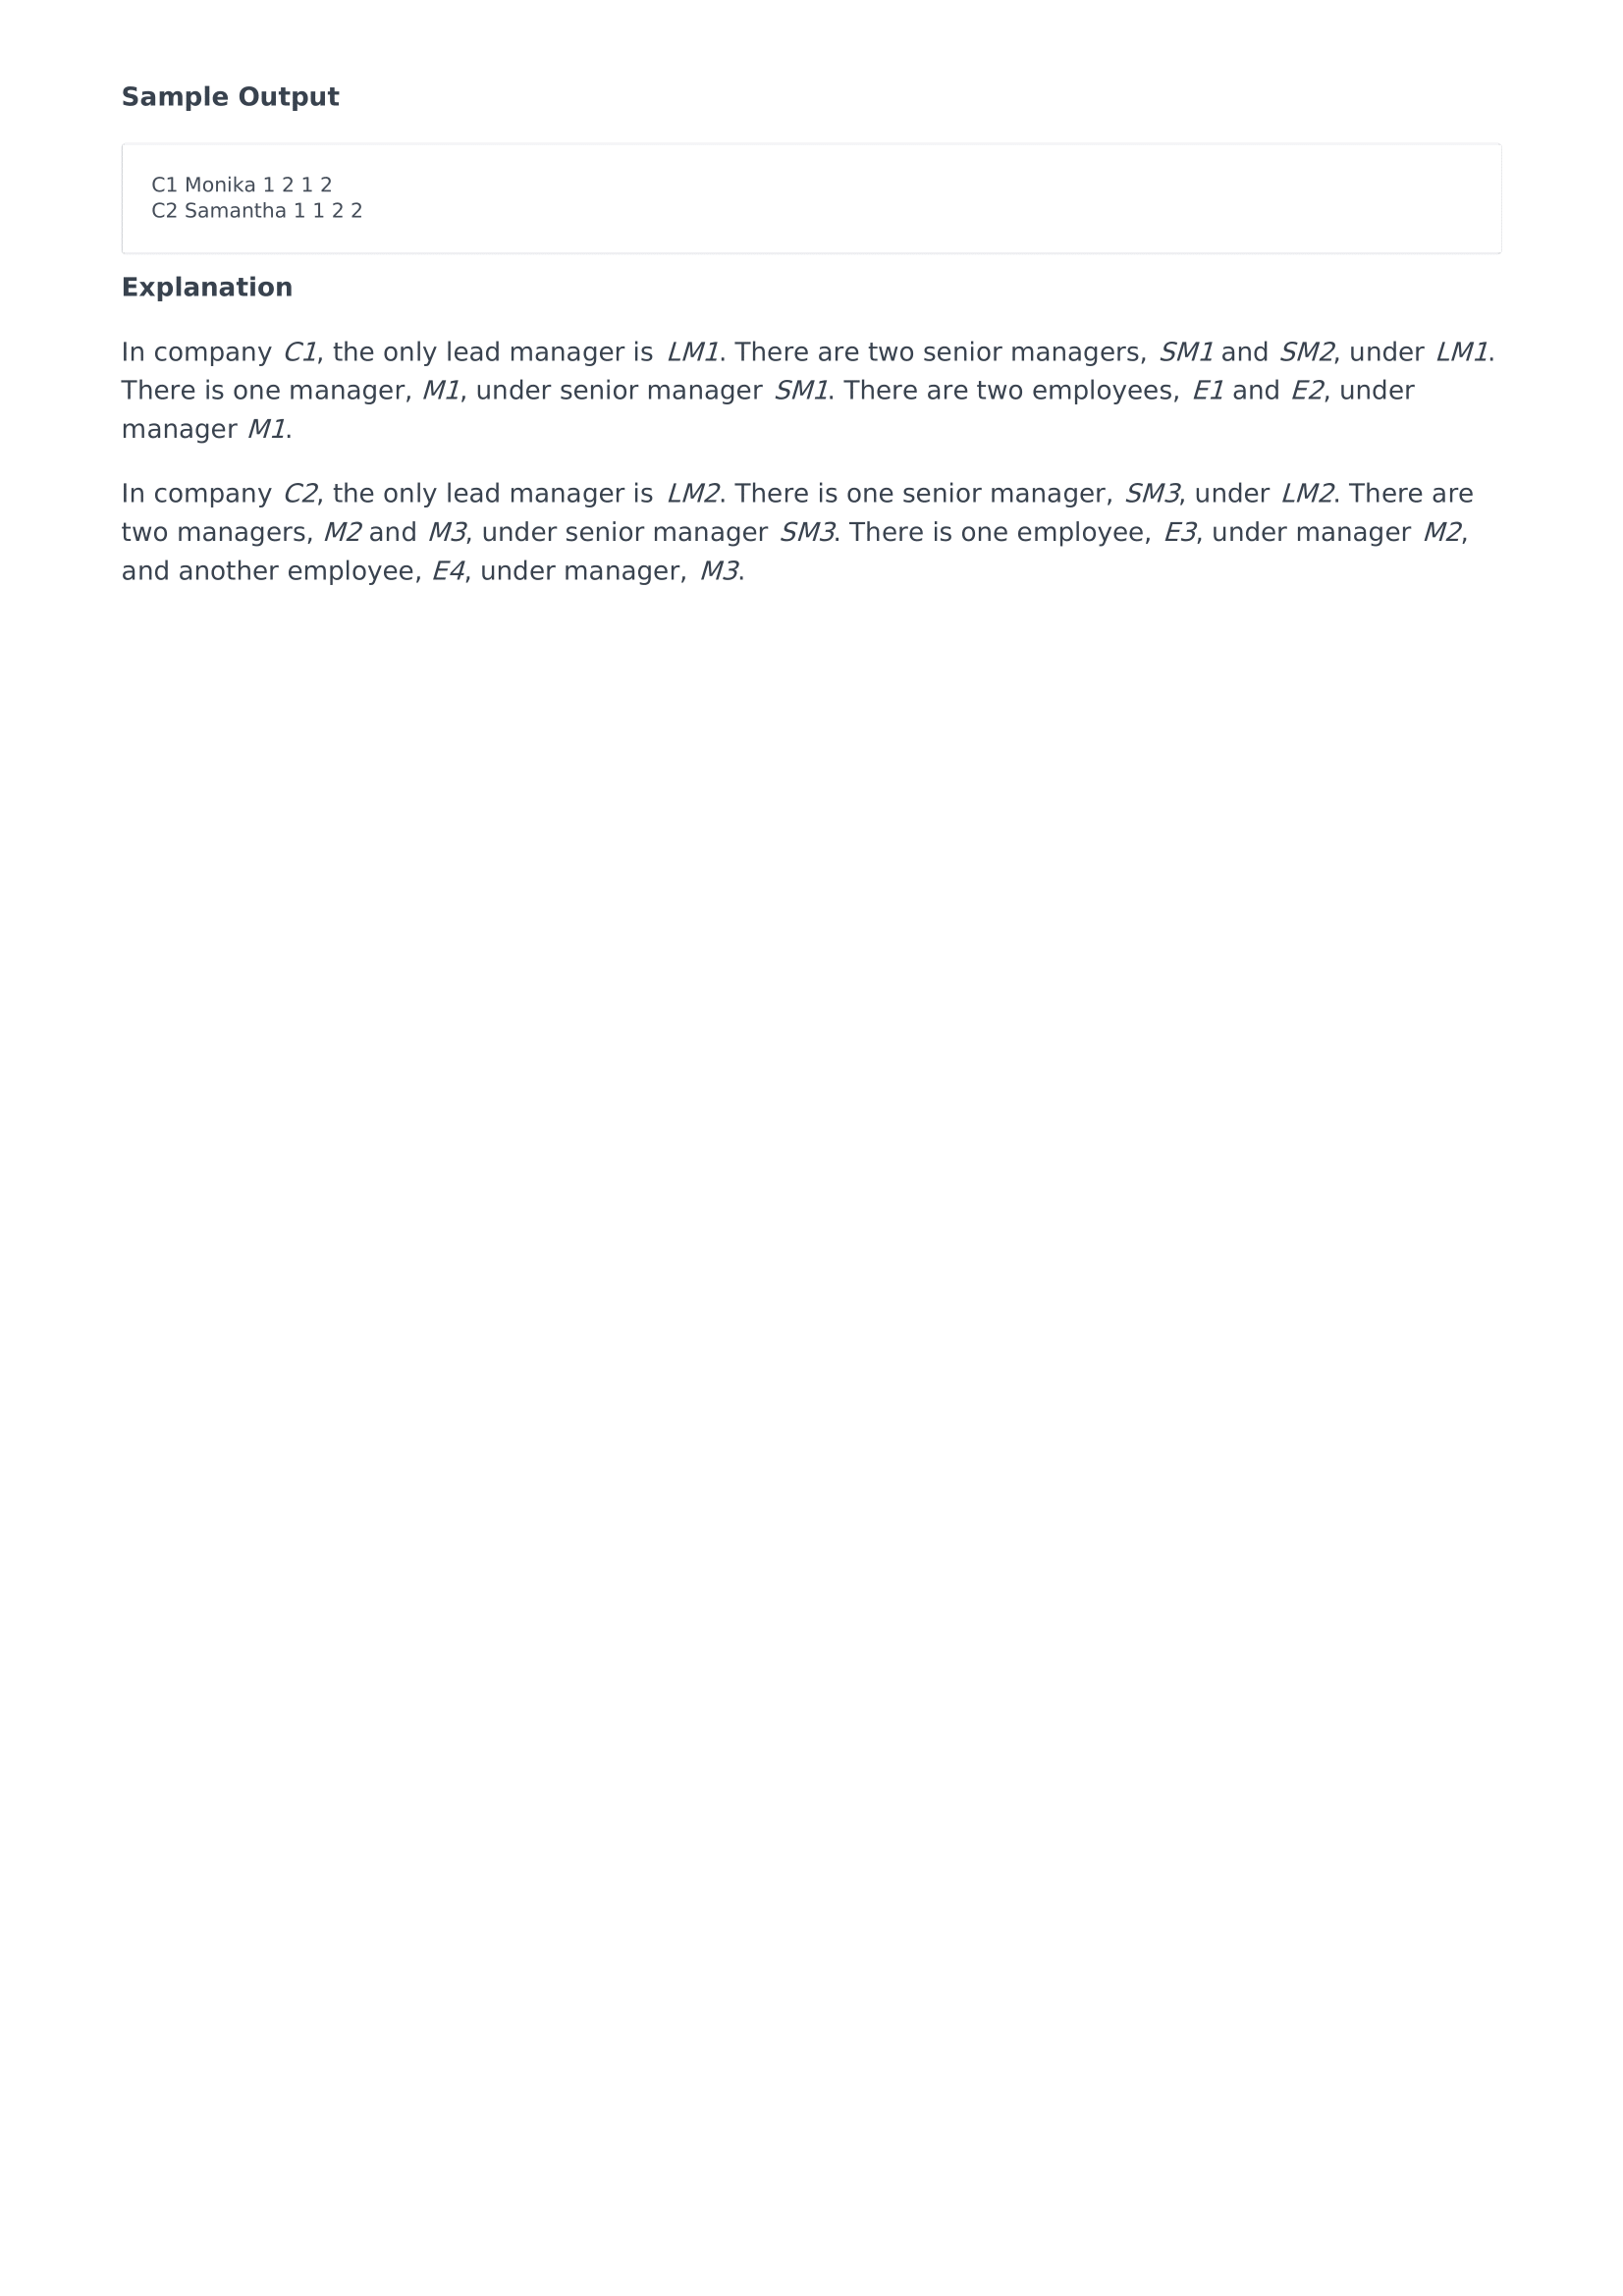 Sample Output
C1 Monika 1 2 1 2
C2 Samantha 1 1 2 2
Explanation
In company C1, the only lead manager is LM1. There are two senior managers, SM1 and SM2, under LM1.
There is one manager, M1, under senior manager SM1. There are two employees, E1 and E2, under
manager M1.
In company C2, the only lead manager is LM2. There is one senior manager, SM3, under LM2. There are
two managers, M2 and M3, under senior manager SM3. There is one employee, E3, under manager M2,
and another employee, E4, under manager, M3.